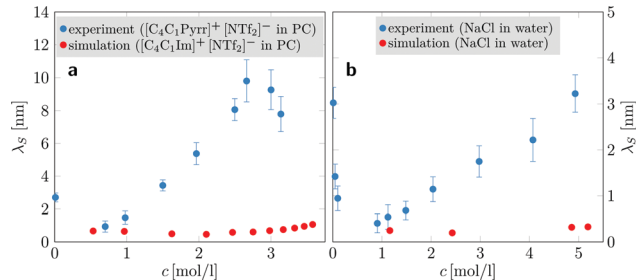 experiment ([C4C1Pyrr]+ [NTf2]− in PC)
simulation ([C4C1Im]+ [NTf2]− in PC)
a
14
12
10
8
6
4
2
0
λS [nm]
0
1
2
3
c [mol/l]
experiment (NaCl in water)
simulation (NaCl in water)
b
5
4
3
2
1
0
λS [nm]
0
1
2
3
4
5
c [mol/l]